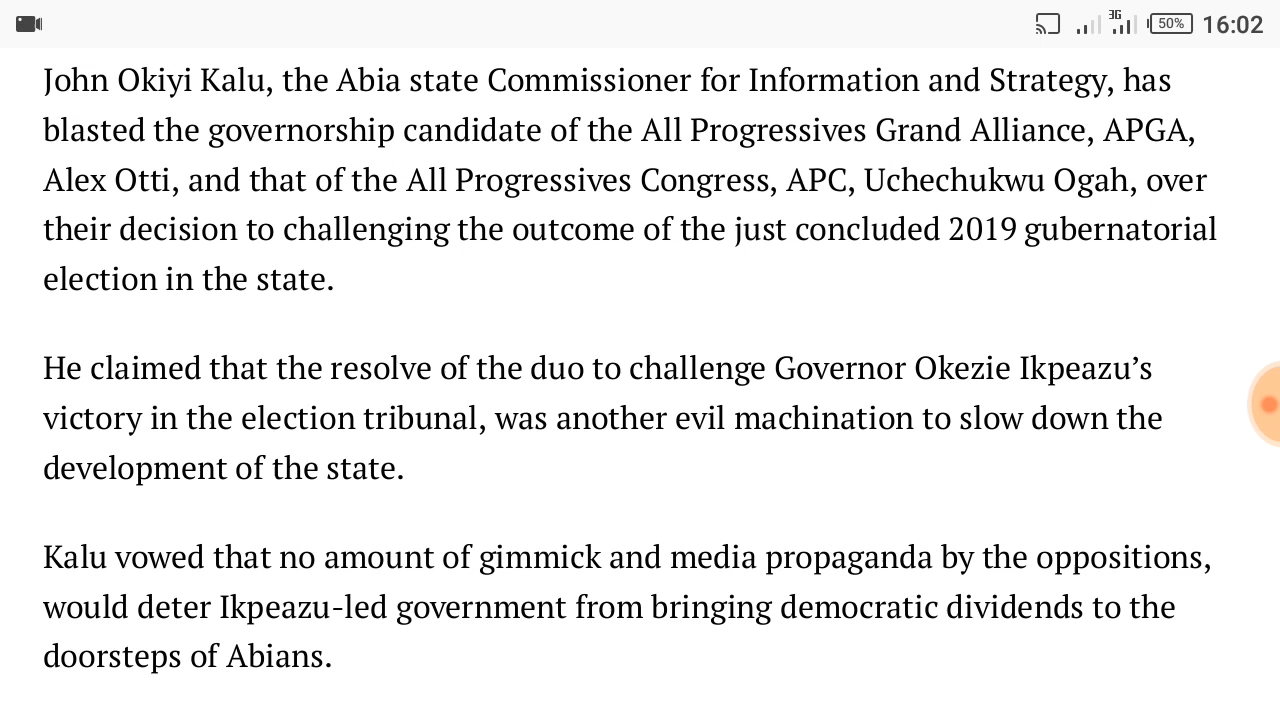 3G
50% 16:02
John Okiyi Kalu, the Abia state Commissioner for Information and Strategy, has
blasted the governorship candidate of the All Progressives Grand Alliance, APGA,
Alex Otti, and that of the All Progressives Congress, APC, Uchechukwu Ogah, over
their decision to challenging the outcome of the just concluded 2019 gubernatorial
election in the state.
He claimed that the resolve of the duo to challenge Governor Okezie Ikpeazu’s
victory in the election tribunal, was another evil machination to slow down the
development of the state.
Kalu vowed that no amount of gimmick and media propaganda by the oppositions,
would deter Ikpeazu-led government from bringing democratic dividends to the
doorsteps of Abians.